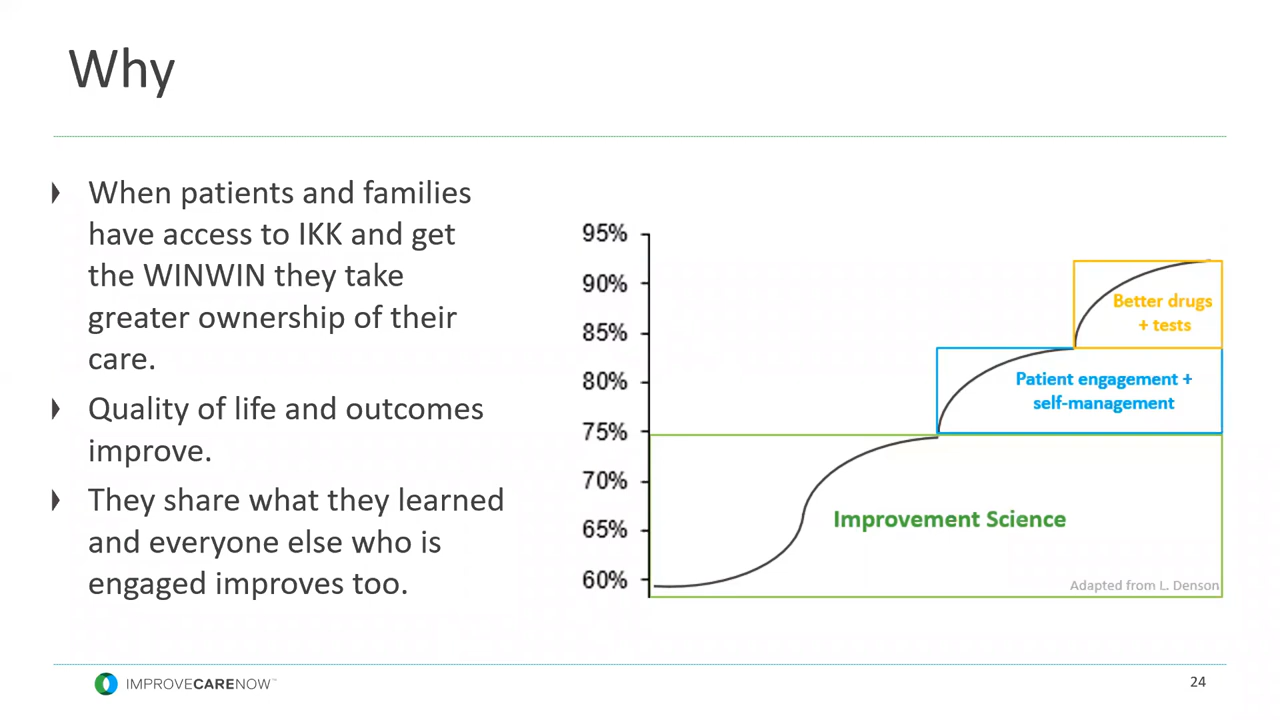 Why
When patients and families
have access to IKK and get
the WINWIN they take
greater ownership of their
care.
Quality of life and outcomes
improve.
They share what they learned
and everyone else who is
engaged improves too.
95%
90%
85%
80%
75%
70%
65%
60%
Better drugs
+ tests
Patient engagement +
self-management
Improvement Science
Adapted from L. Denson
IMPROVECARENOW™
24